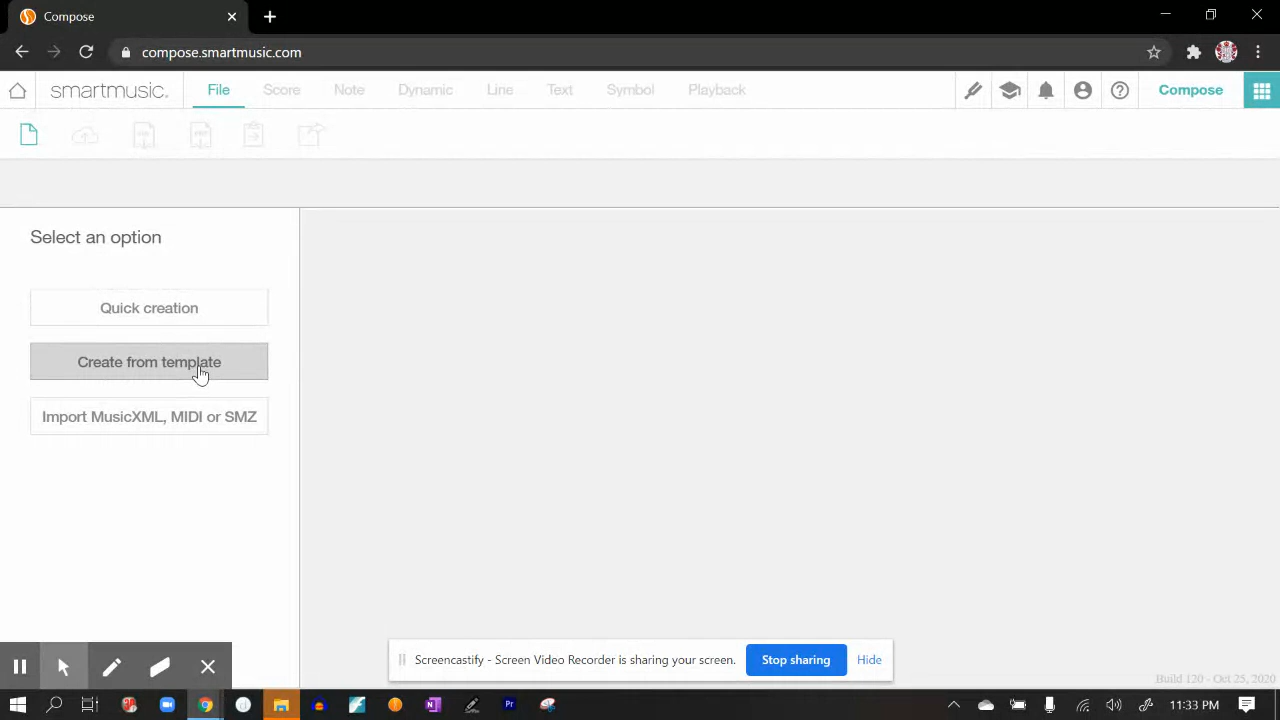 Compose
compose.smartmusic.com
smartmusic. File Score Note Dynamic Line Text Symbol Playback Compose
Select an option
Quick creation
Create from template
Import MusicXML, MIDI or SMZ
Screencastify - Screen Video Recorder is sharing your screen. Stop sharing Hide
Build 120 - Oct 25, 2020
11:33 PM